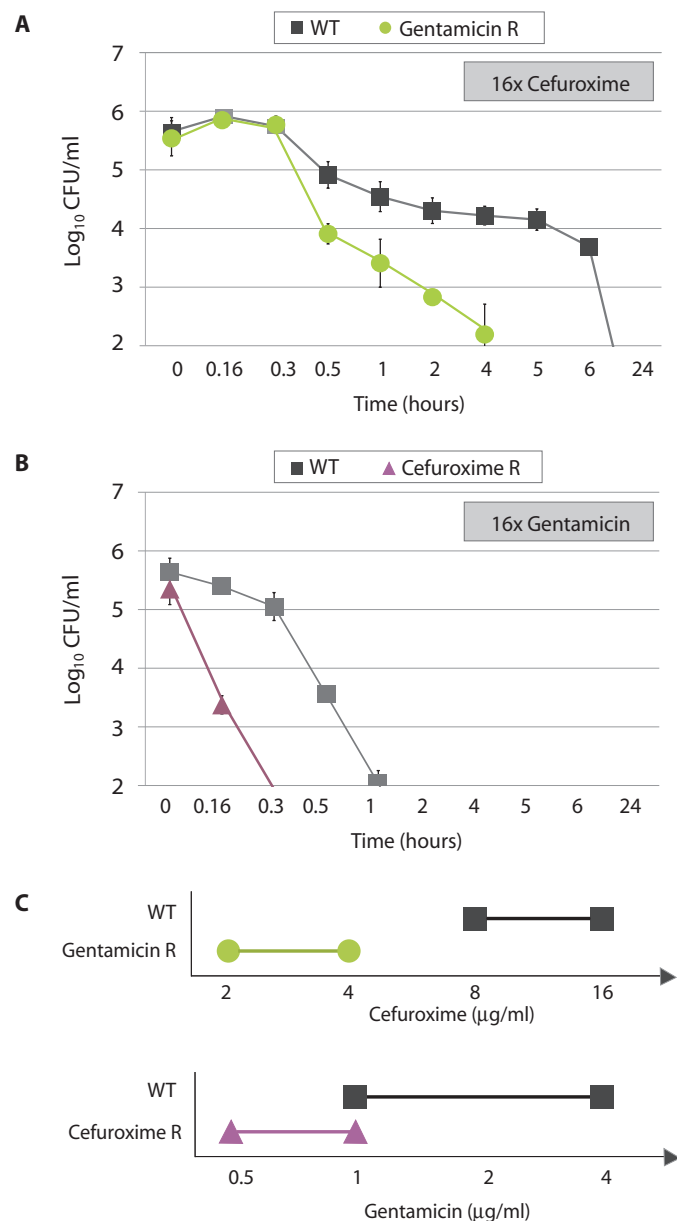 A
WT Gentamicin R
16x Cefuroxime
7
6
5
4
3
2
Log10 CFU/ml
0 0.16 0.3 0.5 1 2 4 5 6 24
Time (hours)
B
WT Cefuroxime R
16x Gentamicin
7
6
5
4
3
2
Log10 CFU/ml
0 0.16 0.3 0.5 1 2 4 5 6 24
Time (hours)
C
WT
Gentamicin R
2 4 8 16
Cefuroxime (μg/ml)
WT
Cefuroxime R
0.5 1 2 4
Gentamicin (μg/ml)